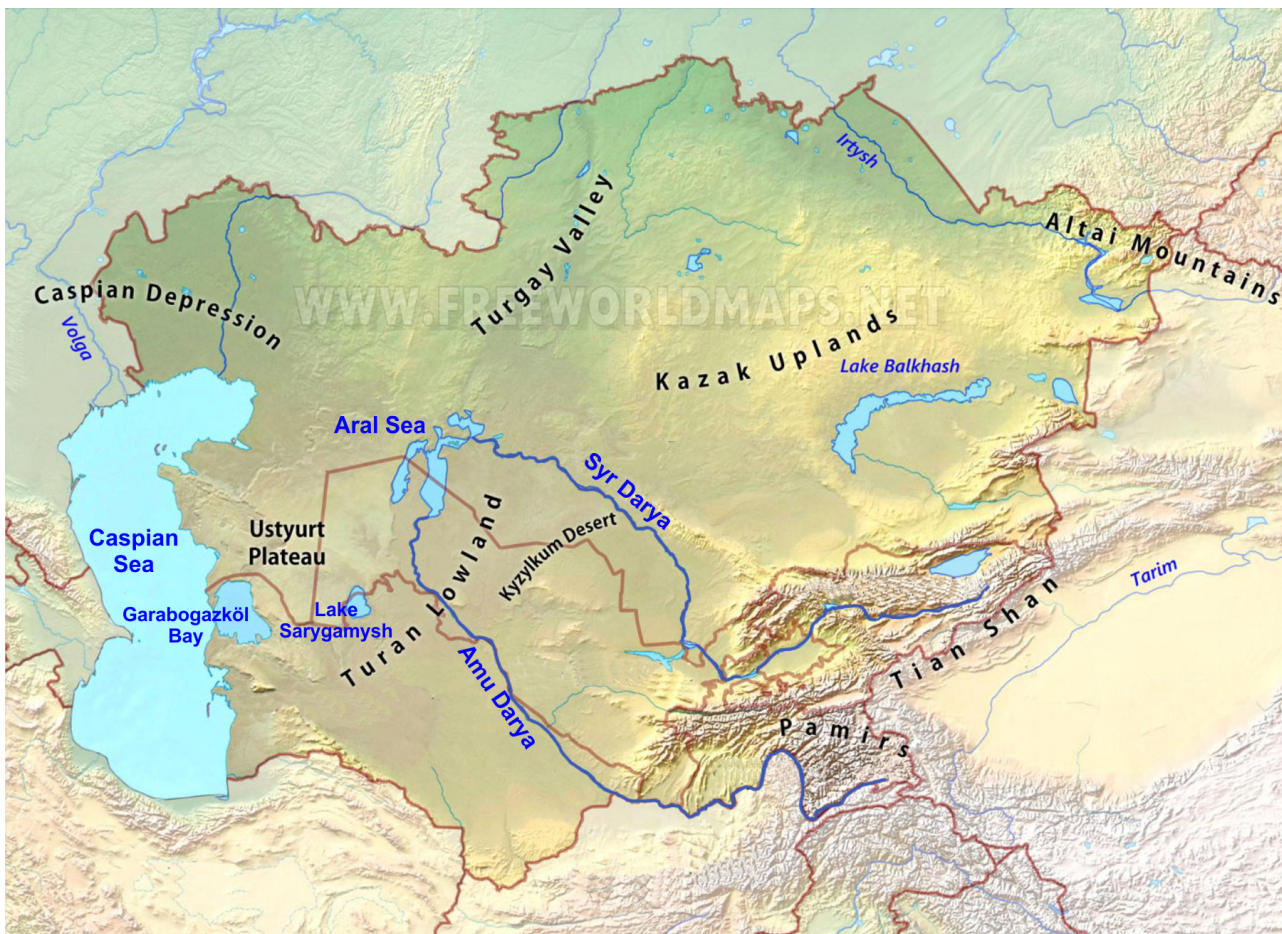 Irtysh
Altai Mountains
Turgay Valley
Caspian Depression
WWW.FREEWORLDMAPS.NET
Volga
Kazak Uplands
Lake Balkhash
Aral Sea
Syr Darya
Ustyurt
Plateau
Kyzylkum Desert
Caspian
Sea
Tarim
Garabogazköl
Bay
Lake
Sarygamysh
Turan Lowland
Tian Shan
Amu Darya
Pamirs